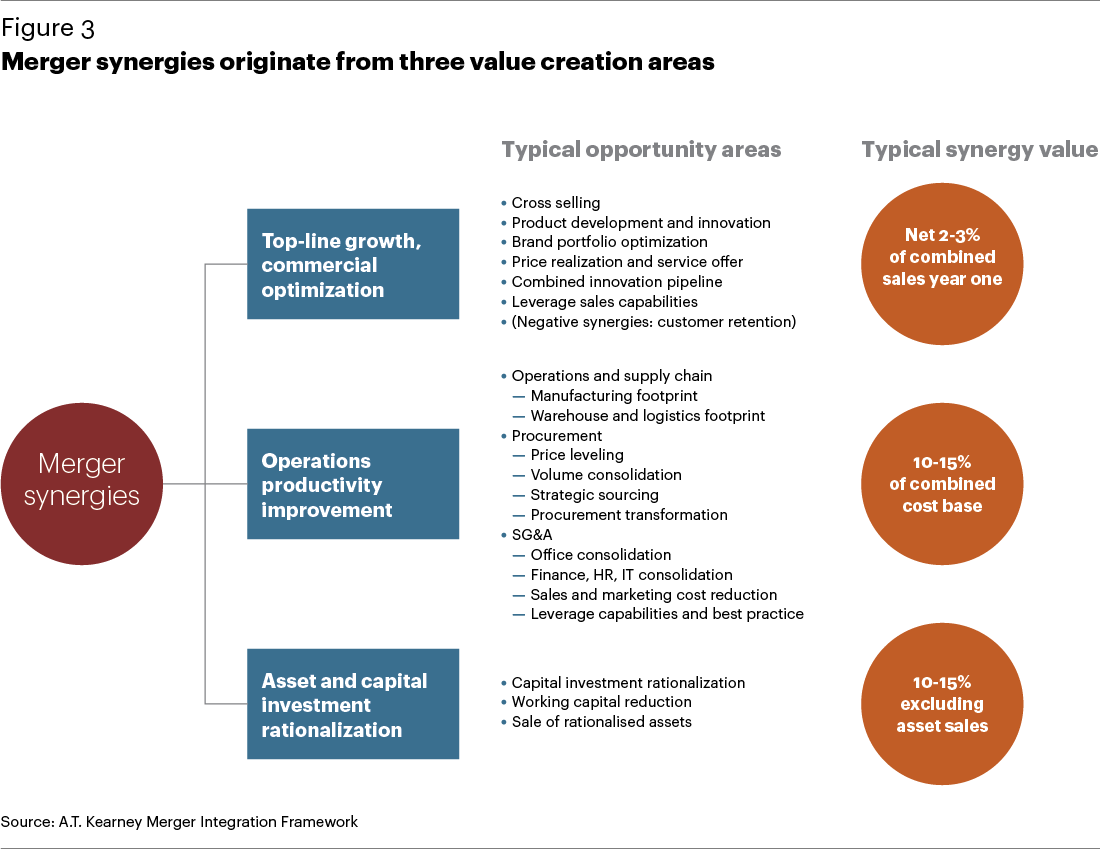 Figure 3
Merger synergies originate from three value creation areas
Typical opportunity areas
Typical synergy value
Merger
synergies
Top-line growth,
commercial
optimization
• Cross selling
• Product development and innovation
• Brand portfolio optimization
• Price realization and service offer
• Combined innovation pipeline
• Leverage sales capabilities
• (Negative synergies: customer retention)
Net 2-3%
of combined
sales year one
Operations
productivity
improvement
• Operations and supply chain
— Manufacturing footprint
— Warehouse and logistics footprint
• Procurement
— Price leveling
— Volume consolidation
— Strategic sourcing
— Procurement transformation
• SG&A
— Office consolidation
— Finance, HR, IT consolidation
— Sales and marketing cost reduction
— Leverage capabilities and best practice
10-15%
of combined
cost base
Asset and capital
investment
rationalization
• Capital investment rationalization
• Working capital reduction
• Sale of rationalised assets
10-15%
excluding
asset sales
Source: A.T. Kearney Merger Integration Framework